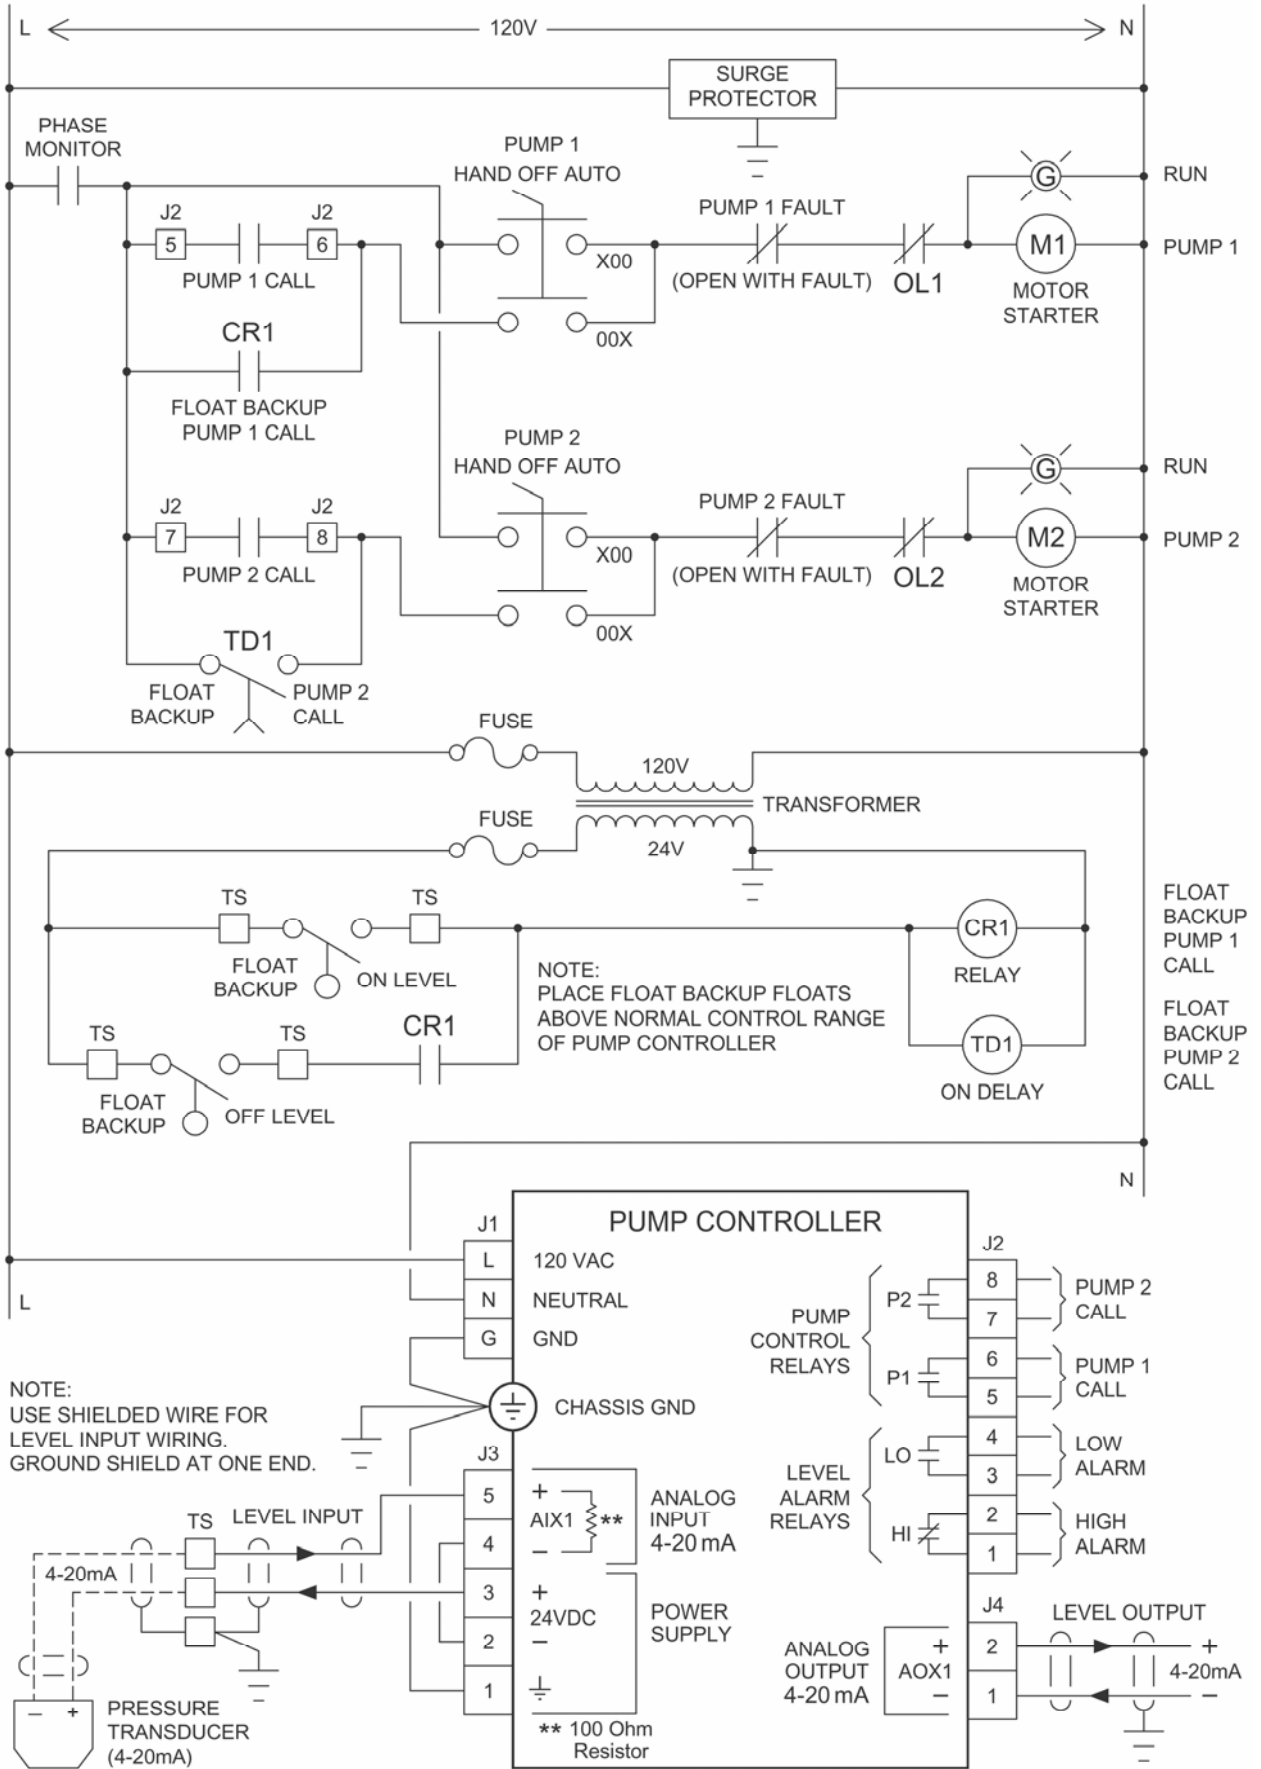 L 120V N
SURGE
PROTECTOR
PHASE
MONITOR
PUMP 1
HAND OFF AUTO
G RUN
J2 J2
5 6
PUMP 1 CALL
X00
PUMP 1 FAULT
(OPEN WITH FAULT)
OL1
M1 PUMP 1
MOTOR
STARTER
00X
CR1
FLOAT BACKUP
PUMP 1 CALL
PUMP 2
HAND OFF AUTO
G RUN
J2 J2
7 8
PUMP 2 CALL
X00
PUMP 2 FAULT
(OPEN WITH FAULT)
OL2
M2 PUMP 2
MOTOR
STARTER
00X
TD1
FLOAT
BACKUP
PUMP 2
CALL
FUSE
120V
TRANSFORMER
FUSE
24V
TS TS
FLOAT
BACKUP
ON LEVEL
NOTE:
PLACE FLOAT BACKUP FLOATS
ABOVE NORMAL CONTROL RANGE
OF PUMP CONTROLLER
CR1
RELAY
FLOAT
BACKUP
PUMP 1
CALL
TS TS
CR1
FLOAT
BACKUP
OFF LEVEL
TD1
ON DELAY
FLOAT
BACKUP
PUMP 2
CALL
N
L
PUMP CONTROLLER
J1
L 120 VAC
N NEUTRAL
G GND
CHASSIS GND
NOTE:
USE SHIELDED WIRE FOR
LEVEL INPUT WIRING.
GROUND SHIELD AT ONE END.
J3
5
4
3
2
1
+
AIX1 **
–
ANALOG
INPUT
4-20 mA
+
24VDC
–
POWER
SUPPLY
** 100 Ohm
Resistor
TS LEVEL INPUT
4-20mA
– +
PRESSURE
TRANSDUCER
(4-20mA)
J2
8
7
6
5
4
3
2
1
PUMP
CONTROL
RELAYS
P2
P1
PUMP 2
CALL
PUMP 1
CALL
LEVEL
ALARM
RELAYS
LO
HI
LOW
ALARM
HIGH
ALARM
J4
2
1
ANALOG
OUTPUT
4-20 mA
+
AOX1
–
LEVEL OUTPUT
+
4-20mA
–